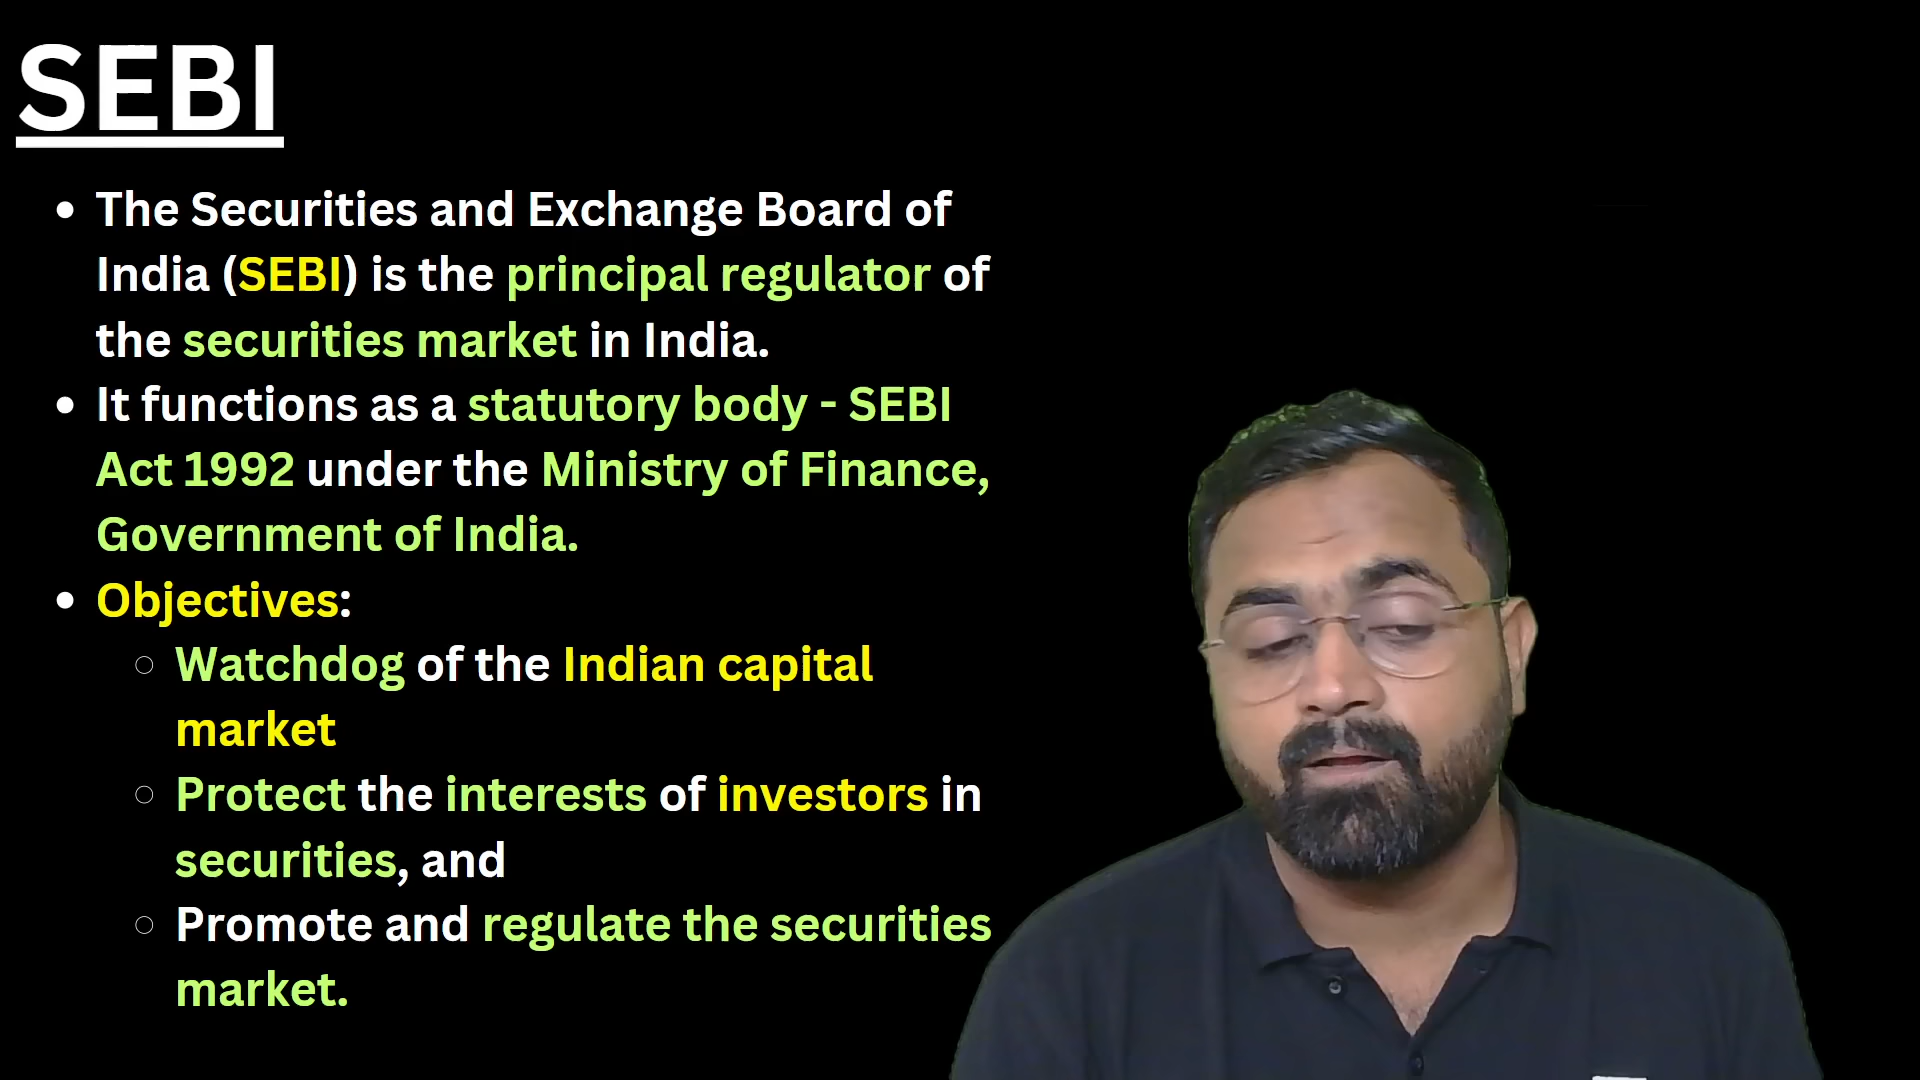 SEBI
• The Securities and Exchange Board of
India (SEBI) is the principal regulator of
the securities market in India.
• It functions as a statutory body - SEBI
Act 1992 under the Ministry of Finance,
Government of India.
• Objectives:
○ Watchdog of the Indian capital
market
○ Protect the interests of investors in
securities, and
○ Promote and regulate the securities
market.